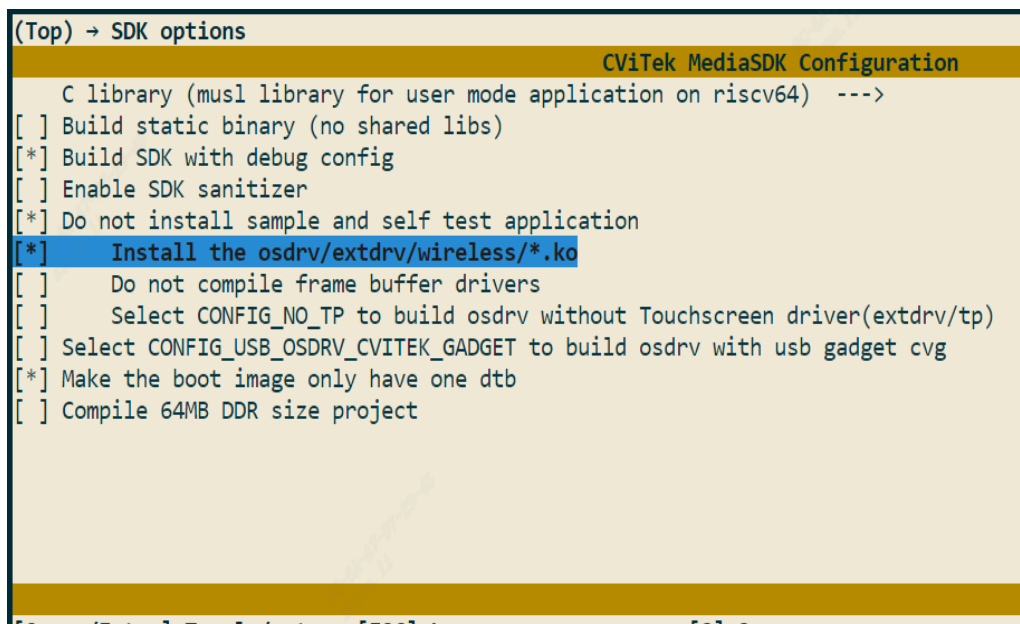 (Top) → SDK options
CViTek MediaSDK Configuration
C library (musl library for user mode application on riscv64) --->
[ ] Build static binary (no shared libs)
[*] Build SDK with debug config
[ ] Enable SDK sanitizer
[*] Do not install sample and self test application
[*] Install the osdrv/extdrv/wireless/*.ko
[ ] Do not compile frame buffer drivers
[ ] Select CONFIG_NO_TP to build osdrv without Touchscreen driver(extdrv/tp)
[ ] Select CONFIG_USB_OSDRV_CVITEK_GADGET to build osdrv with usb gadget cvg
[*] Make the boot image only have one dtb
[ ] Compile 64MB DDR size project